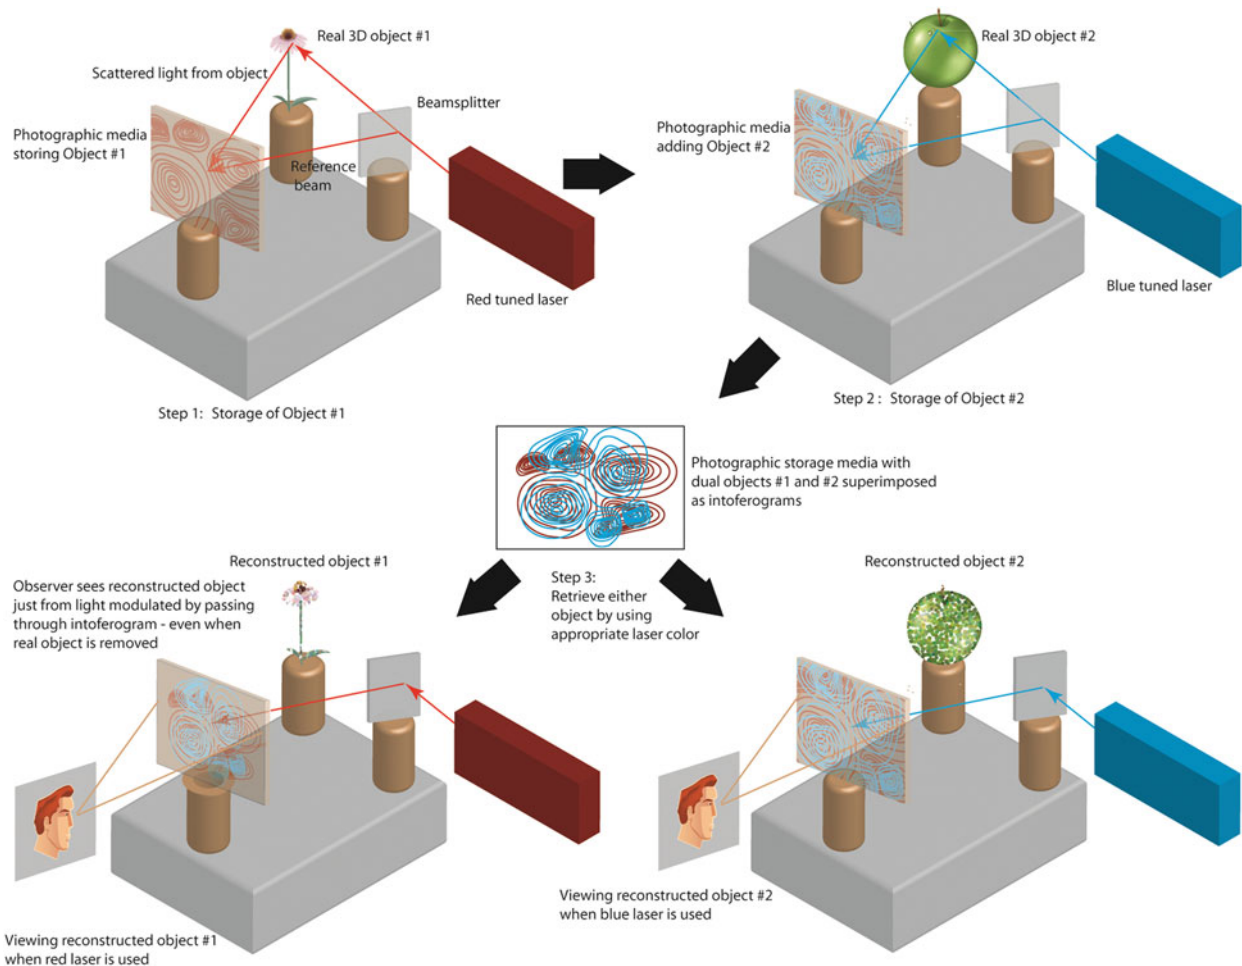 Real 3D object #1
Scattered light from object
Beamsplitter
Photographic media
storing Object #1
Reference
beam
Red tuned laser
Step 1: Storage of Object #1
Real 3D object #2
Photographic media
adding Object #2
Blue tuned laser
Step 2 : Storage of Object #2
Photographic storage media with
dual objects #1 and #2 superimposed
as intoferograms
Step 3:
Retrieve either
object by using
appropriate laser color
Reconstructed object #1
Observer sees reconstructed object
just from light modulated by passing
through intoferogram - even when
real object is removed
Viewing reconstructed object #1
when red laser is used
Reconstructed object #2
Viewing reconstructed object #2
when blue laser is used